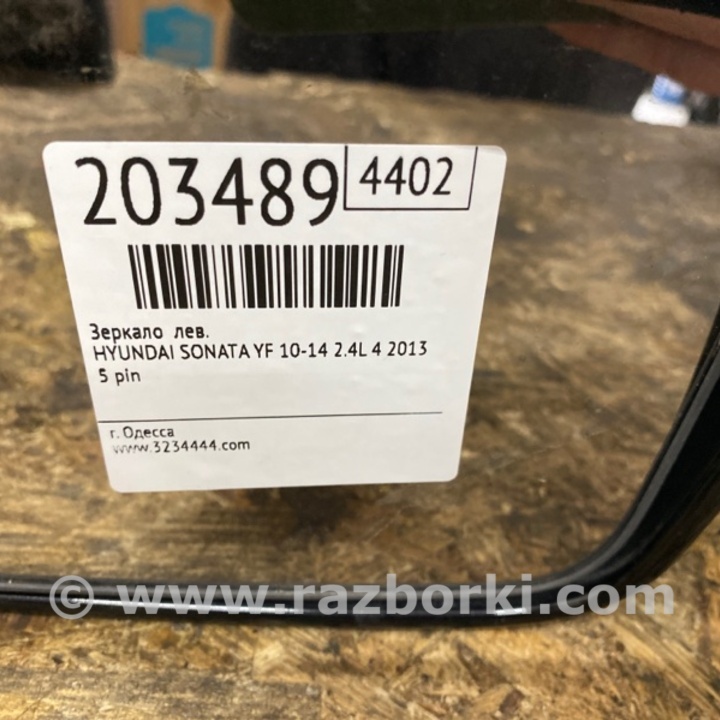 203489 4402
Зеркало лев.
HYUNDAI SONATA YF 10-14 2.4L 4 2013
5 pin
г. Одесса
www.3234444.com
© www.razborki.com